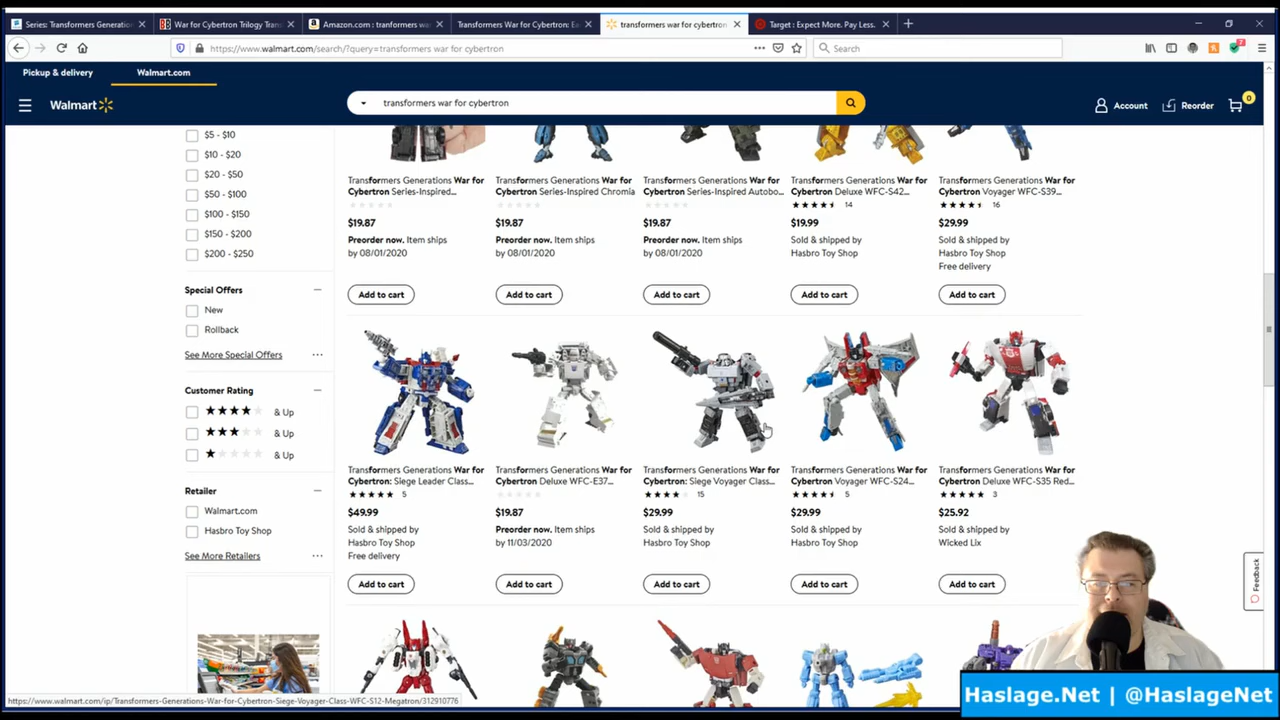 Series: Transformers Generation
War for Cybertron Trilogy Tran
Amazon.com : tranformers wa
Transformers War for Cybertron: Ea
transformers war for cybertron
Target : Expect More. Pay Less.
https://www.walmart.com/search/?query=transformers war for cybertron
Search
7
Pickup & delivery
Walmart.com
Walmart
transformers war for cybertron
Account
Reorder
0
$5 - $10
$10 - $20
$20 - $50
$50 - $100
$100 - $150
$150 - $200
$200 - $250
Special Offers
New
Rollback
See More Special Offers
Customer Rating
& Up
& Up
& Up
Retailer
Walmart.com
Hasbro Toy Shop
See More Retailers
Transformers Generations War for
Cybertron Series-Inspired...
$19.87
Preorder now. Item ships
by 08/01/2020
Add to cart
Transformers Generations War for
Cybertron Series-Inspired Chromia
$19.87
Preorder now. Item ships
by 08/01/2020
Add to cart
Transformers Generations War for
Cybertron Series-Inspired Autobo...
$19.87
Preorder now. Item ships
by 08/01/2020
Add to cart
Transformers Generations War for
Cybertron Deluxe WFC-S42...
14
$19.99
Sold & shipped by
Hasbro Toy Shop
Add to cart
Transformers Generations War for
Cybertron Voyager WFC-S39...
16
$29.99
Sold & shipped by
Hasbro Toy Shop
Free delivery
Add to cart
Transformers Generations War for
Cybertron: Siege Leader Class...
5
$49.99
Sold & shipped by
Hasbro Toy Shop
Free delivery
Add to cart
Transformers Generations War for
Cybertron Deluxe WFC-E37...
$19.87
Preorder now. Item ships
by 11/03/2020
Add to cart
Transformers Generations War for
Cybertron: Siege Voyager Class...
15
$29.99
Sold & shipped by
Hasbro Toy Shop
Add to cart
Transformers Generations War for
Cybertron Voyager WFC-S24...
5
$29.99
Sold & shipped by
Hasbro Toy Shop
Add to cart
Transformers Generations War for
Cybertron Deluxe WFC-S35 Red...
3
$25.92
Sold & shipped by
Wicked Lix
Add to cart
Feedback
https://www.walmart.com/ip/Transformers-Generations-War-for-Cybertron-Siege-Voyager-Class-WFC-S12-Megatron/312910776
Haslage.Net | @HaslageNet